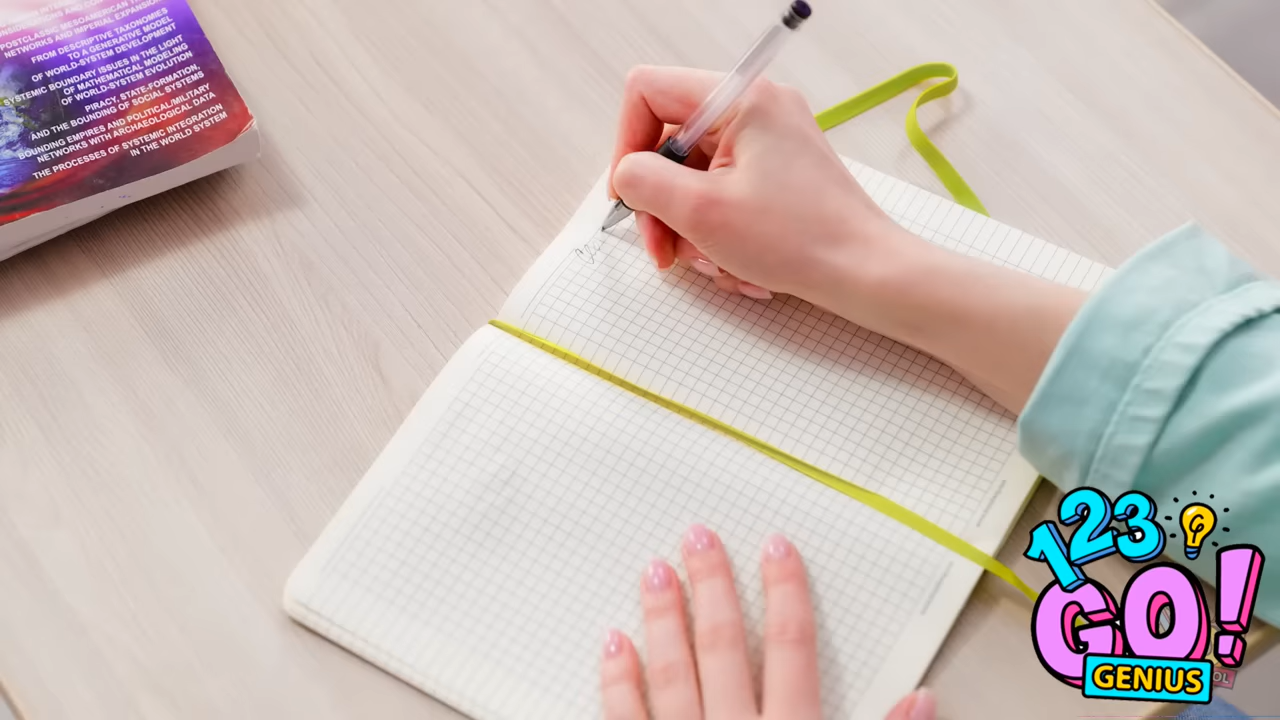 POSTCLASSIC MESOAMERICAN
NETWORKS AND IMPERIAL EXPANSION
FROM DESCRIPTIVE TAXONOMIES
TO A GENERATIVE MODEL
OF WORLD-SYSTEM DEVELOPMENT
SYSTEMIC BOUNDARY ISSUES IN THE LIGHT
OF MATHEMATICAL MODELING
OF WORLD-SYSTEM EVOLUTION
PIRACY, STATE-FORMATION,
AND THE BOUNDING OF SOCIAL SYSTEMS
BOUNDING EMPIRES AND POLITICAL/MILITARY
NETWORKS WITH ARCHAEOLOGICAL DATA
THE PROCESSES OF SYSTEMIC INTEGRATION
IN THE WORLD SYSTEM
123
GO!
GENIUS